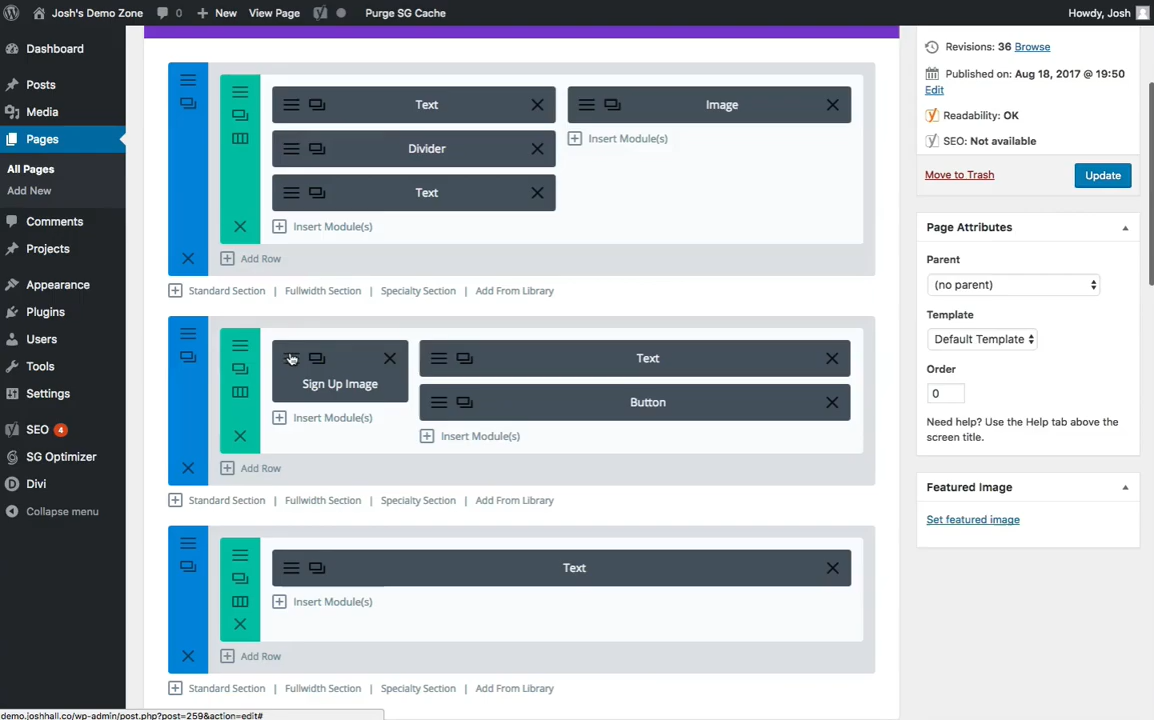 Josh's Demo Zone 0 New View Page Purge SG Cache Howdy, Josh
Dashboard
Posts
Media
Pages
All Pages
Add New
Comments
Projects
Appearance
Plugins
Users
Tools
Settings
SEO 4
SG Optimizer
Divi
Collapse menu
Text
Divider
Text
Insert Module(s)
Image
Insert Module(s)
Add Row
Standard Section | Fullwidth Section | Specialty Section | Add From Library
Sign Up Image
Insert Module(s)
Text
Button
Insert Module(s)
Add Row
Standard Section | Fullwidth Section | Specialty Section | Add From Library
Text
Insert Module(s)
Add Row
Standard Section | Fullwidth Section | Specialty Section | Add From Library
Revisions: 36 Browse
Published on: Aug 18, 2017 @ 19:50
Edit
Readability: OK
SEO: Not available
Move to Trash Update
Page Attributes
Parent
(no parent)
Template
Default Template
Order
0
Need help? Use the Help tab above the
screen title.
Featured Image
Set featured image
demo.joshhall.co/wp-admin/post.php?post=259&action=edit#